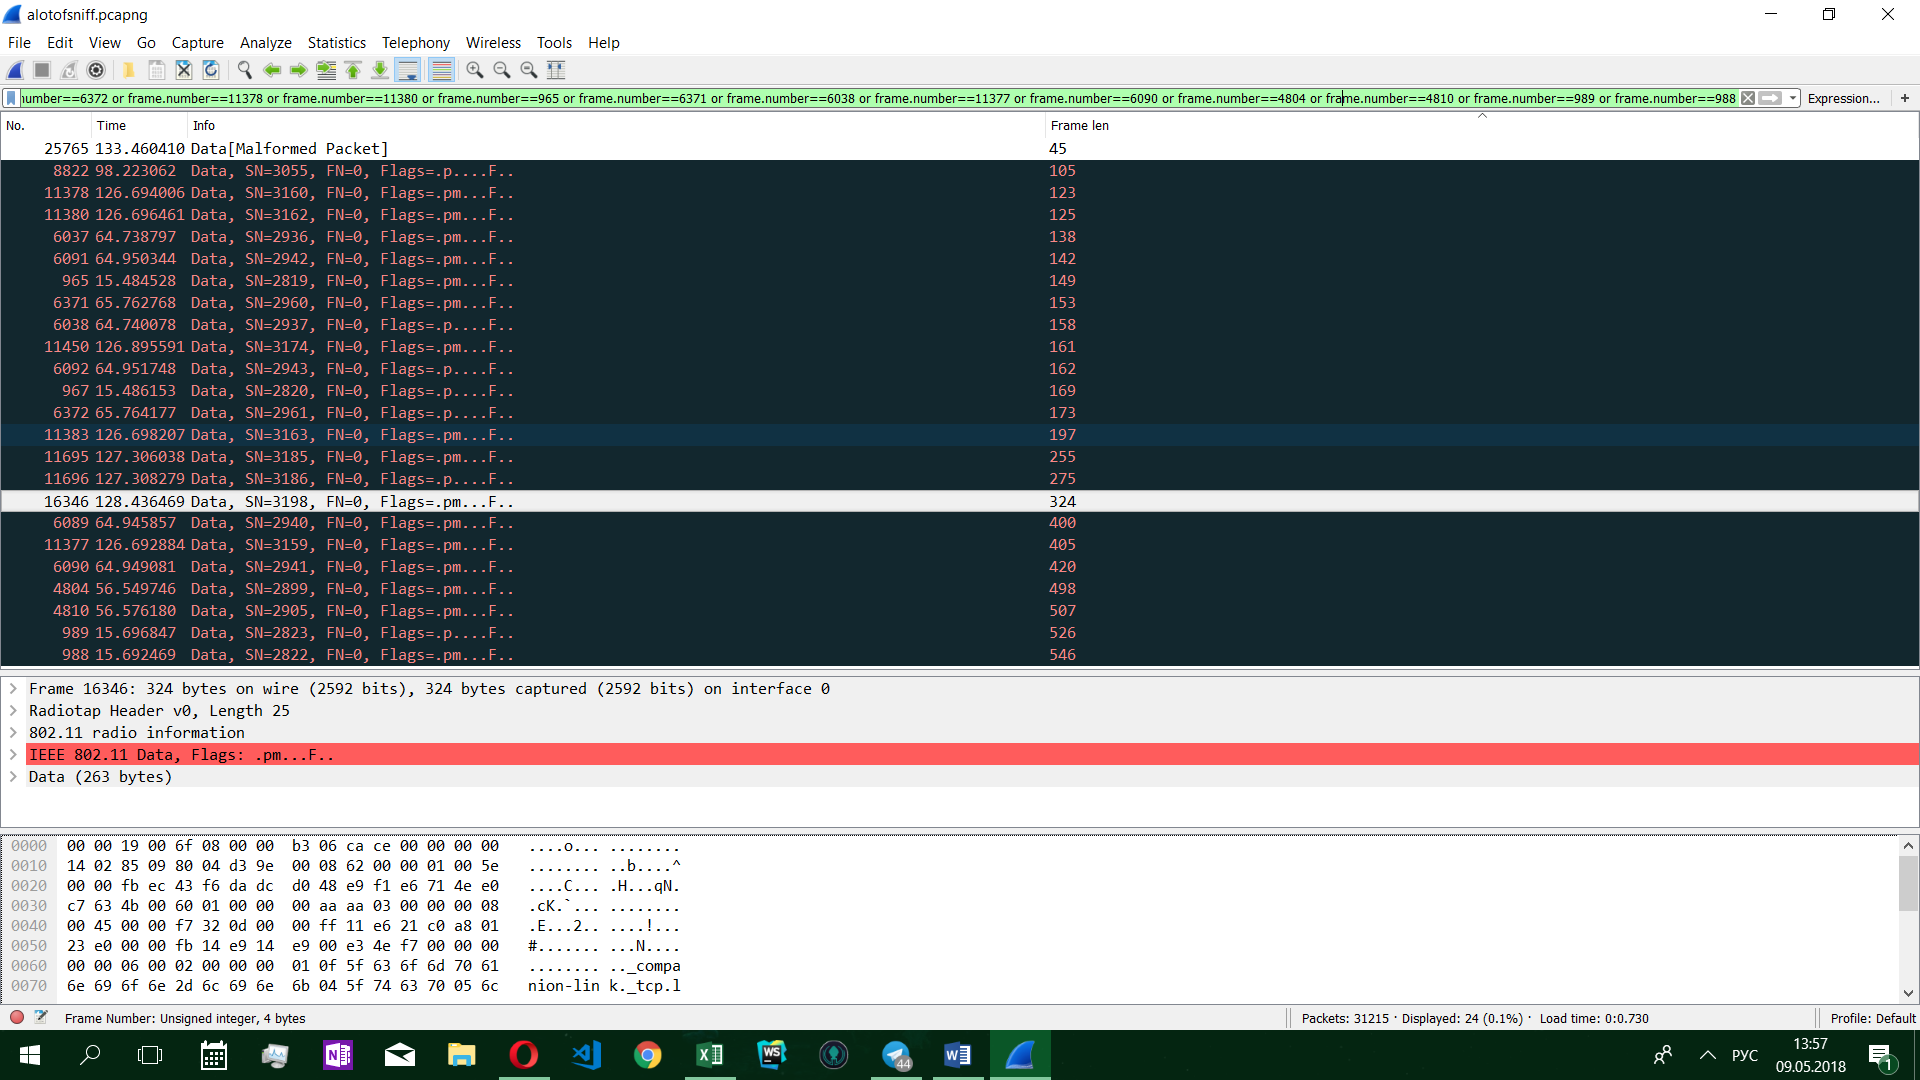 alotofsniff.pcapng
File Edit View Go Capture Analyze Statistics Telephony Wireless Tools Help
umber==6372 or frame.number==11378 or frame.number==11380 or frame.number==965 or frame.number==6371 or frame.number==6038 or frame.number==11377 or frame.number==6090 or frame.number==4804 or frame.number==4810 or frame.number==989 or frame.number==988 Expression... +
No. Time Info Frame len
25765 133.460410 Data[Malformed Packet] 45
8822 98.223062 Data, SN=3055, FN=0, Flags=.p....F.. 105
11378 126.694006 Data, SN=3160, FN=0, Flags=.pm...F.. 123
11380 126.696461 Data, SN=3162, FN=0, Flags=.pm...F.. 125
6037 64.738797 Data, SN=2936, FN=0, Flags=.pm...F.. 138
6091 64.950344 Data, SN=2942, FN=0, Flags=.pm...F.. 142
965 15.484528 Data, SN=2819, FN=0, Flags=.pm...F.. 149
6371 65.762768 Data, SN=2960, FN=0, Flags=.pm...F.. 153
6038 64.740078 Data, SN=2937, FN=0, Flags=.p....F.. 158
11450 126.895591 Data, SN=3174, FN=0, Flags=.pm...F.. 161
6092 64.951748 Data, SN=2943, FN=0, Flags=.p....F.. 162
967 15.486153 Data, SN=2820, FN=0, Flags=.p....F.. 169
6372 65.764177 Data, SN=2961, FN=0, Flags=.p....F.. 173
11383 126.698207 Data, SN=3163, FN=0, Flags=.pm...F.. 197
11695 127.306038 Data, SN=3185, FN=0, Flags=.pm...F.. 255
11696 127.308279 Data, SN=3186, FN=0, Flags=.p....F.. 275
16346 128.436469 Data, SN=3198, FN=0, Flags=.pm...F.. 324
6089 64.945857 Data, SN=2940, FN=0, Flags=.pm...F.. 400
11377 126.692884 Data, SN=3159, FN=0, Flags=.pm...F.. 405
6090 64.949081 Data, SN=2941, FN=0, Flags=.pm...F.. 420
4804 56.549746 Data, SN=2899, FN=0, Flags=.pm...F.. 498
4810 56.576180 Data, SN=2905, FN=0, Flags=.pm...F.. 507
989 15.696847 Data, SN=2823, FN=0, Flags=.p....F.. 526
988 15.692469 Data, SN=2822, FN=0, Flags=.pm...F.. 546
Frame 16346: 324 bytes on wire (2592 bits), 324 bytes captured (2592 bits) on interface 0
Radiotap Header v0, Length 25
802.11 radio information
IEEE 802.11 Data, Flags: .pm...F..
Data (263 bytes)
0000 00 00 19 00 6f 08 00 00 b3 06 ca ce 00 00 00 00 ....o... ........
0010 14 02 85 09 80 04 d3 9e 00 08 62 00 00 01 00 5e ........ ..b....^
0020 00 00 fb ec 43 f6 da dc d0 48 e9 f1 e6 71 4e e0 ....C... .H...qN.
0030 c7 63 4b 00 60 01 00 00 00 aa aa 03 00 00 00 08 .cK.`... ........
0040 00 45 00 00 f7 32 0d 00 00 ff 11 e6 21 c0 a8 01 .E...2.. ....!...
0050 23 e0 00 00 fb 14 e9 14 e9 00 e3 4e f7 00 00 00 #....... ...N....
0060 00 00 06 00 02 00 00 00 01 0f 5f 63 6f 6d 70 61 ........ .._compa
0070 6e 69 6f 6e 2d 6c 69 6e 6b 04 5f 74 63 70 05 6c nion-lin k._tcp.l
Frame Number: Unsigned integer, 4 bytes Packets: 31215 · Displayed: 24 (0.1%) · Load time: 0:0.730 Profile: Default
44 РУС 13:57
09.05.2018 1